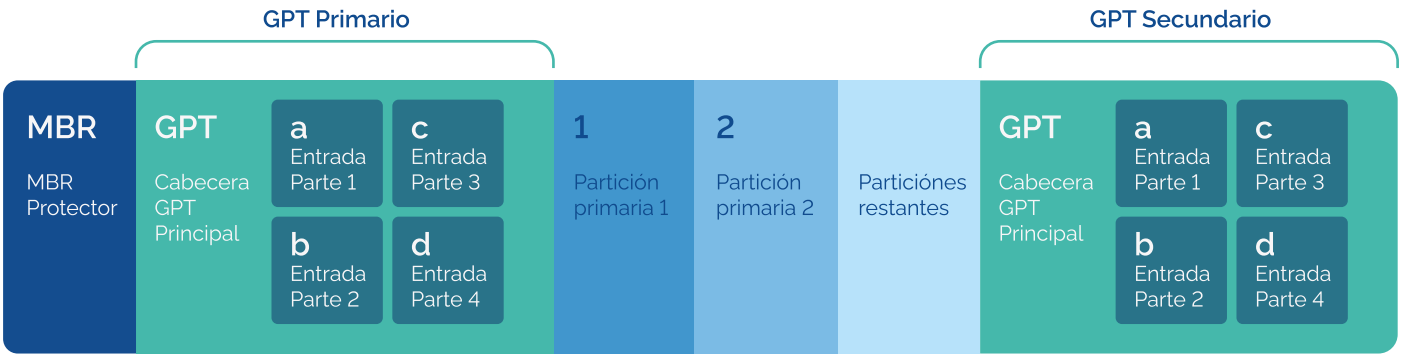 GPT Primario
GPT Secundario
MBR
MBR
Protector
GPT
Cabecera
GPT
Principal
a
Entrada
Parte 1
c
Entrada
Parte 3
b
Entrada
Parte 2
d
Entrada
Parte 4
1
Partición
primaria 1
2
Partición
primaria 2
Particiónes
restantes
GPT
Cabecera
GPT
Principal
a
Entrada
Parte 1
c
Entrada
Parte 3
b
Entrada
Parte 2
d
Entrada
Parte 4